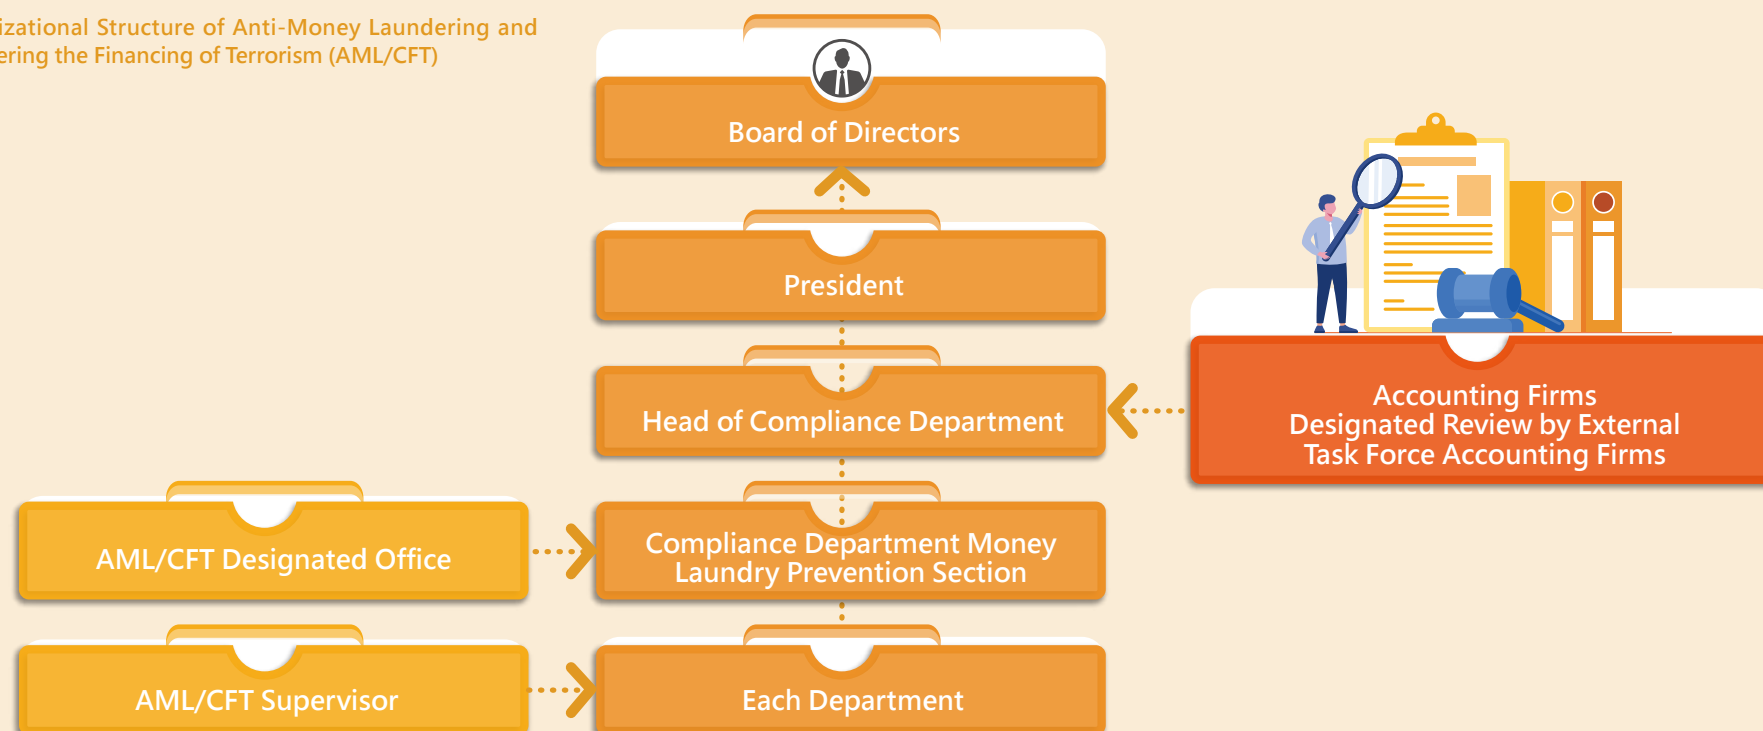 izational Structure of Anti-Money Laundering and
ering the Financing of Terrorism (AML/CFT)
Board of Directors
President
Head of Compliance Department
Accounting Firms
Designated Review by External
Task Force Accounting Firms
AML/CFT Designated Office
Compliance Department Money
Laundry Prevention Section
AML/CFT Supervisor
Each Department